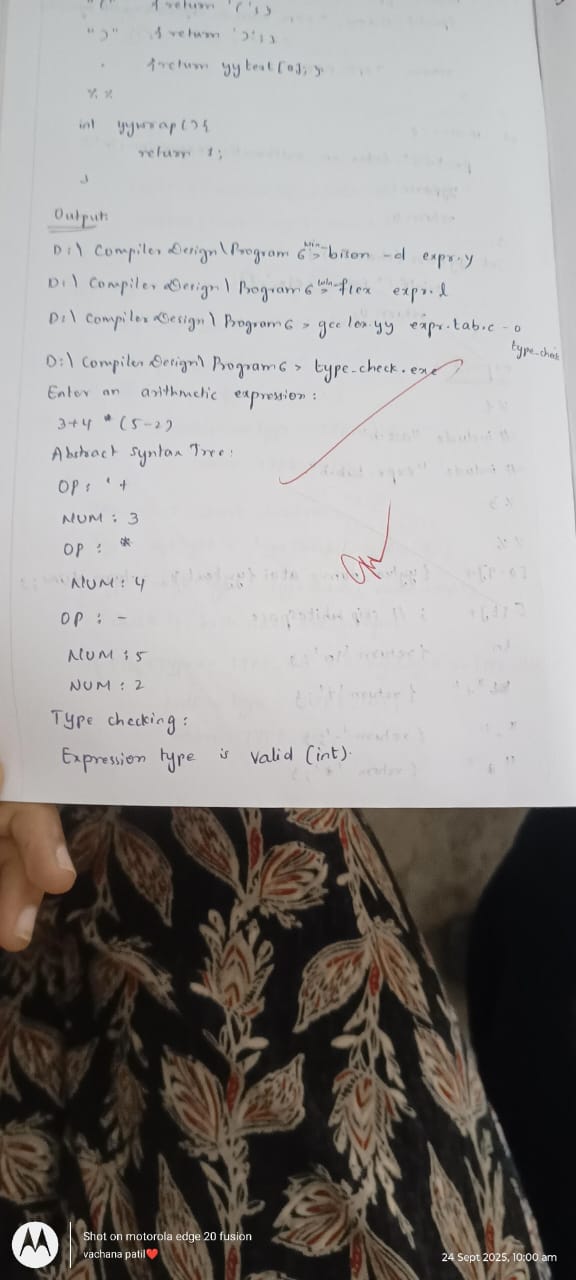 "(" { return '('; }
")" { return ')'; }
. { return yytext[0]; }
%%
int yywrap() {
return 1;
}
Output:
D:\ Compiler Design\Program 6> win-bison -d expr.y
D:\ Compiler Design\ Program 6> win-flex expr.l
D:\ Compiler Design\ Program 6 > gcc lex.yy expr.tab.c -o type_check
D:\ Compiler Design\ Program 6 > type_check.exe
Enter an arithmetic expression :
3+4 * (5-2)
Abstract Syntax Tree:
OP : '+
NUM : 3
OP : *
NUM : 4
OP : -
NUM : 5
NUM : 2
Type checking :
Expression type is valid (int).
Shot on motorola edge 20 fusion
vachana patil❤
24 Sept 2025, 10:00 am